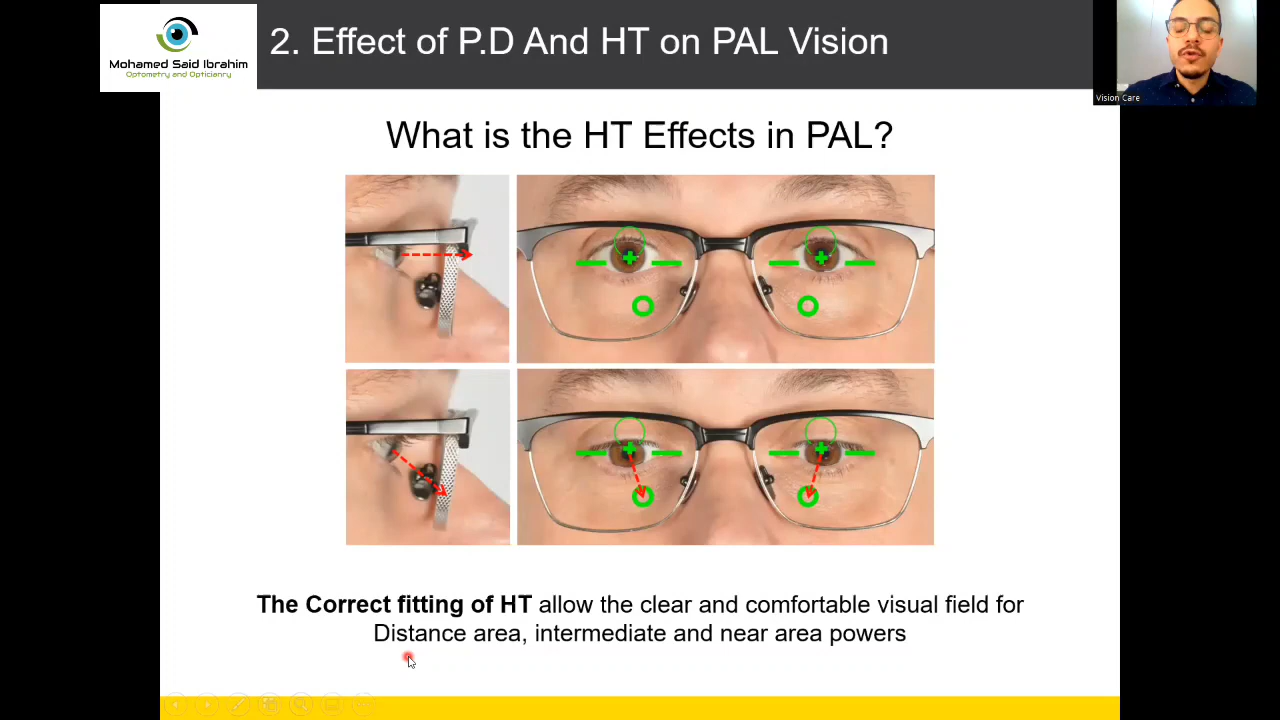 Mohamed Said Ibrahim
Optometry and Opticianry
2. Effect of P.D And HT on PAL Vision
Vision Care
What is the HT Effects in PAL?
The Correct fitting of HT allow the clear and comfortable visual field for
Distance area, intermediate and near area powers